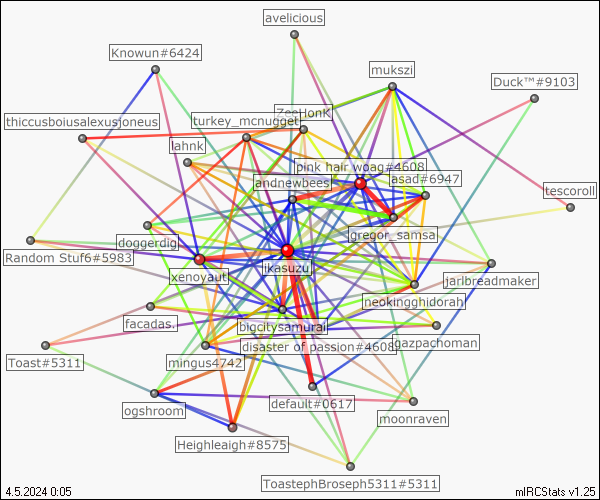 avelicious
Knowun#6424
mukszi
Duck™#9103
ZeeHonK
thiccusboiusalexusjoneus
turkey_mcnugget
lahnk
pink hair woag#4608
asad#6947
andnewbees
tescoroll
gregor_samsa
doggerdig
Random Stuf6#5983
xenovaut
ikasuzu
jarlbreadmaker
neokingghidorah
facadas.
bigcitysamurai
gazpachoman
disaster of passion#4608
Toast#5311
mingus4742
default#0617
moonraven
ogshroom
Heighleaigh#8575
ToastephBroseph5311#5311
4.5.2024 0:05
mIRCStats v1.25